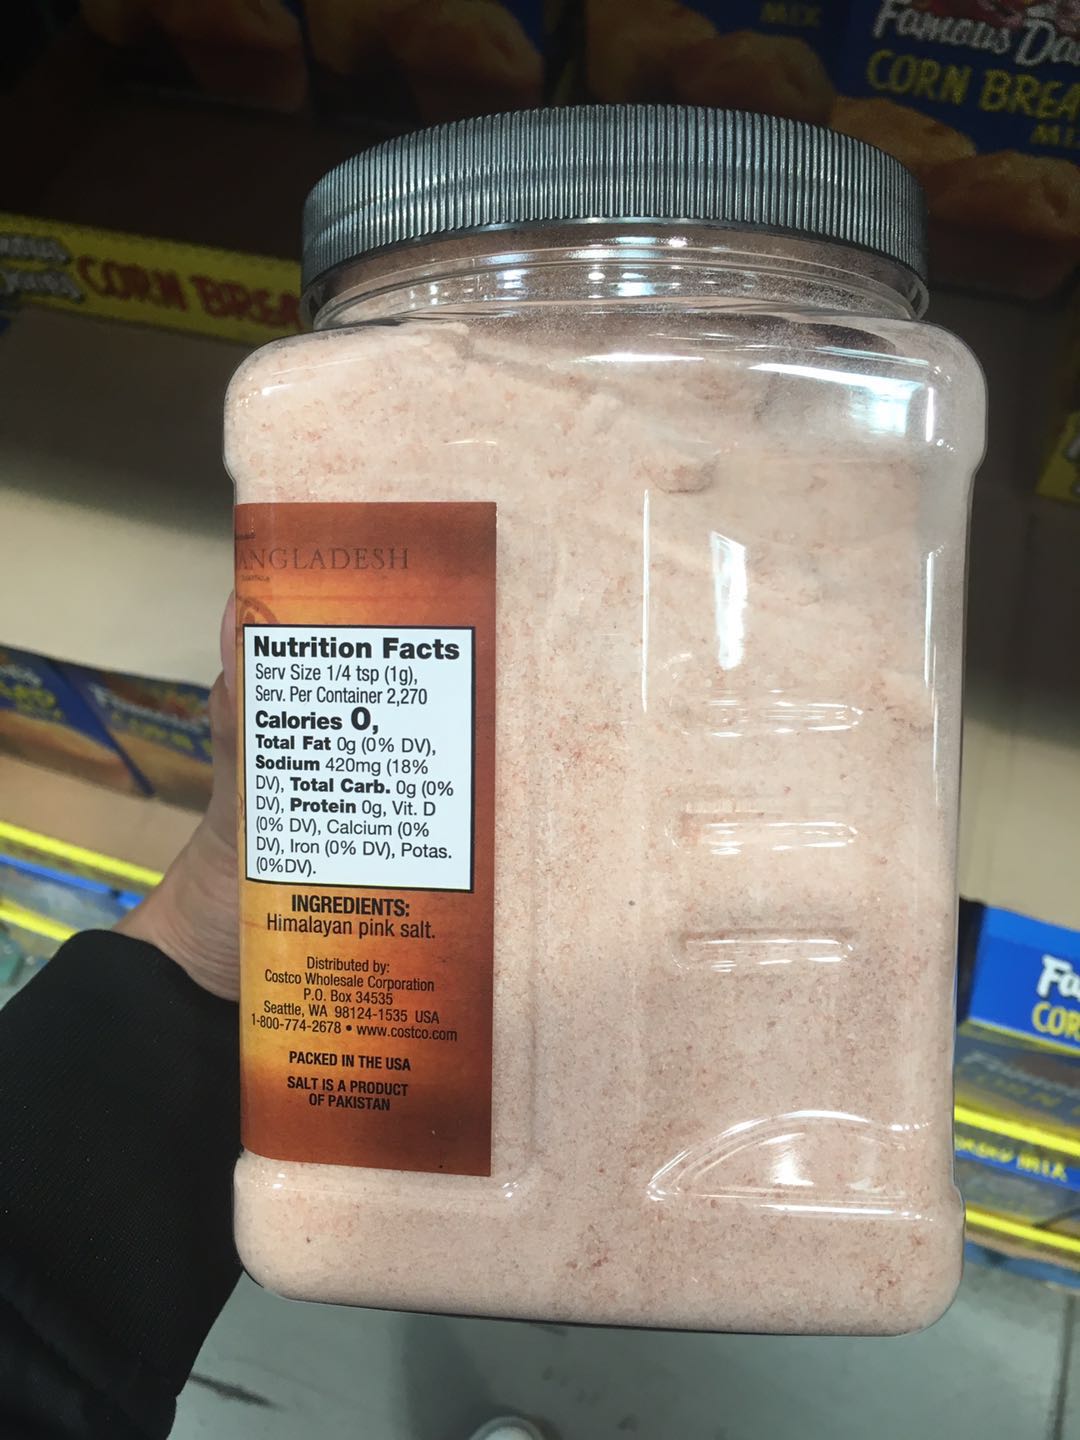 MIX
Famous Da
CORN BREA
MI
CORN BREA
ANGLADESH
Nutrition Facts
Serv Size 1/4 tsp (1g),
Serv. Per Container 2,270
Calories 0,
Total Fat 0g (0% DV),
Sodium 420mg (18%
DV), Total Carb. 0g (0%
DV), Protein 0g, Vit. D
(0% DV), Calcium (0%
DV), Iron (0% DV), Potas.
(0%DV).
INGREDIENTS:
Himalayan pink salt.
Distributed by:
Costco Wholesale Corporation
P.O. Box 34535
Seattle, WA 98124-1535 USA
1-800-774-2678 • www.costco.com
PACKED IN THE USA
SALT IS A PRODUCT
OF PAKISTAN
Fa
COR